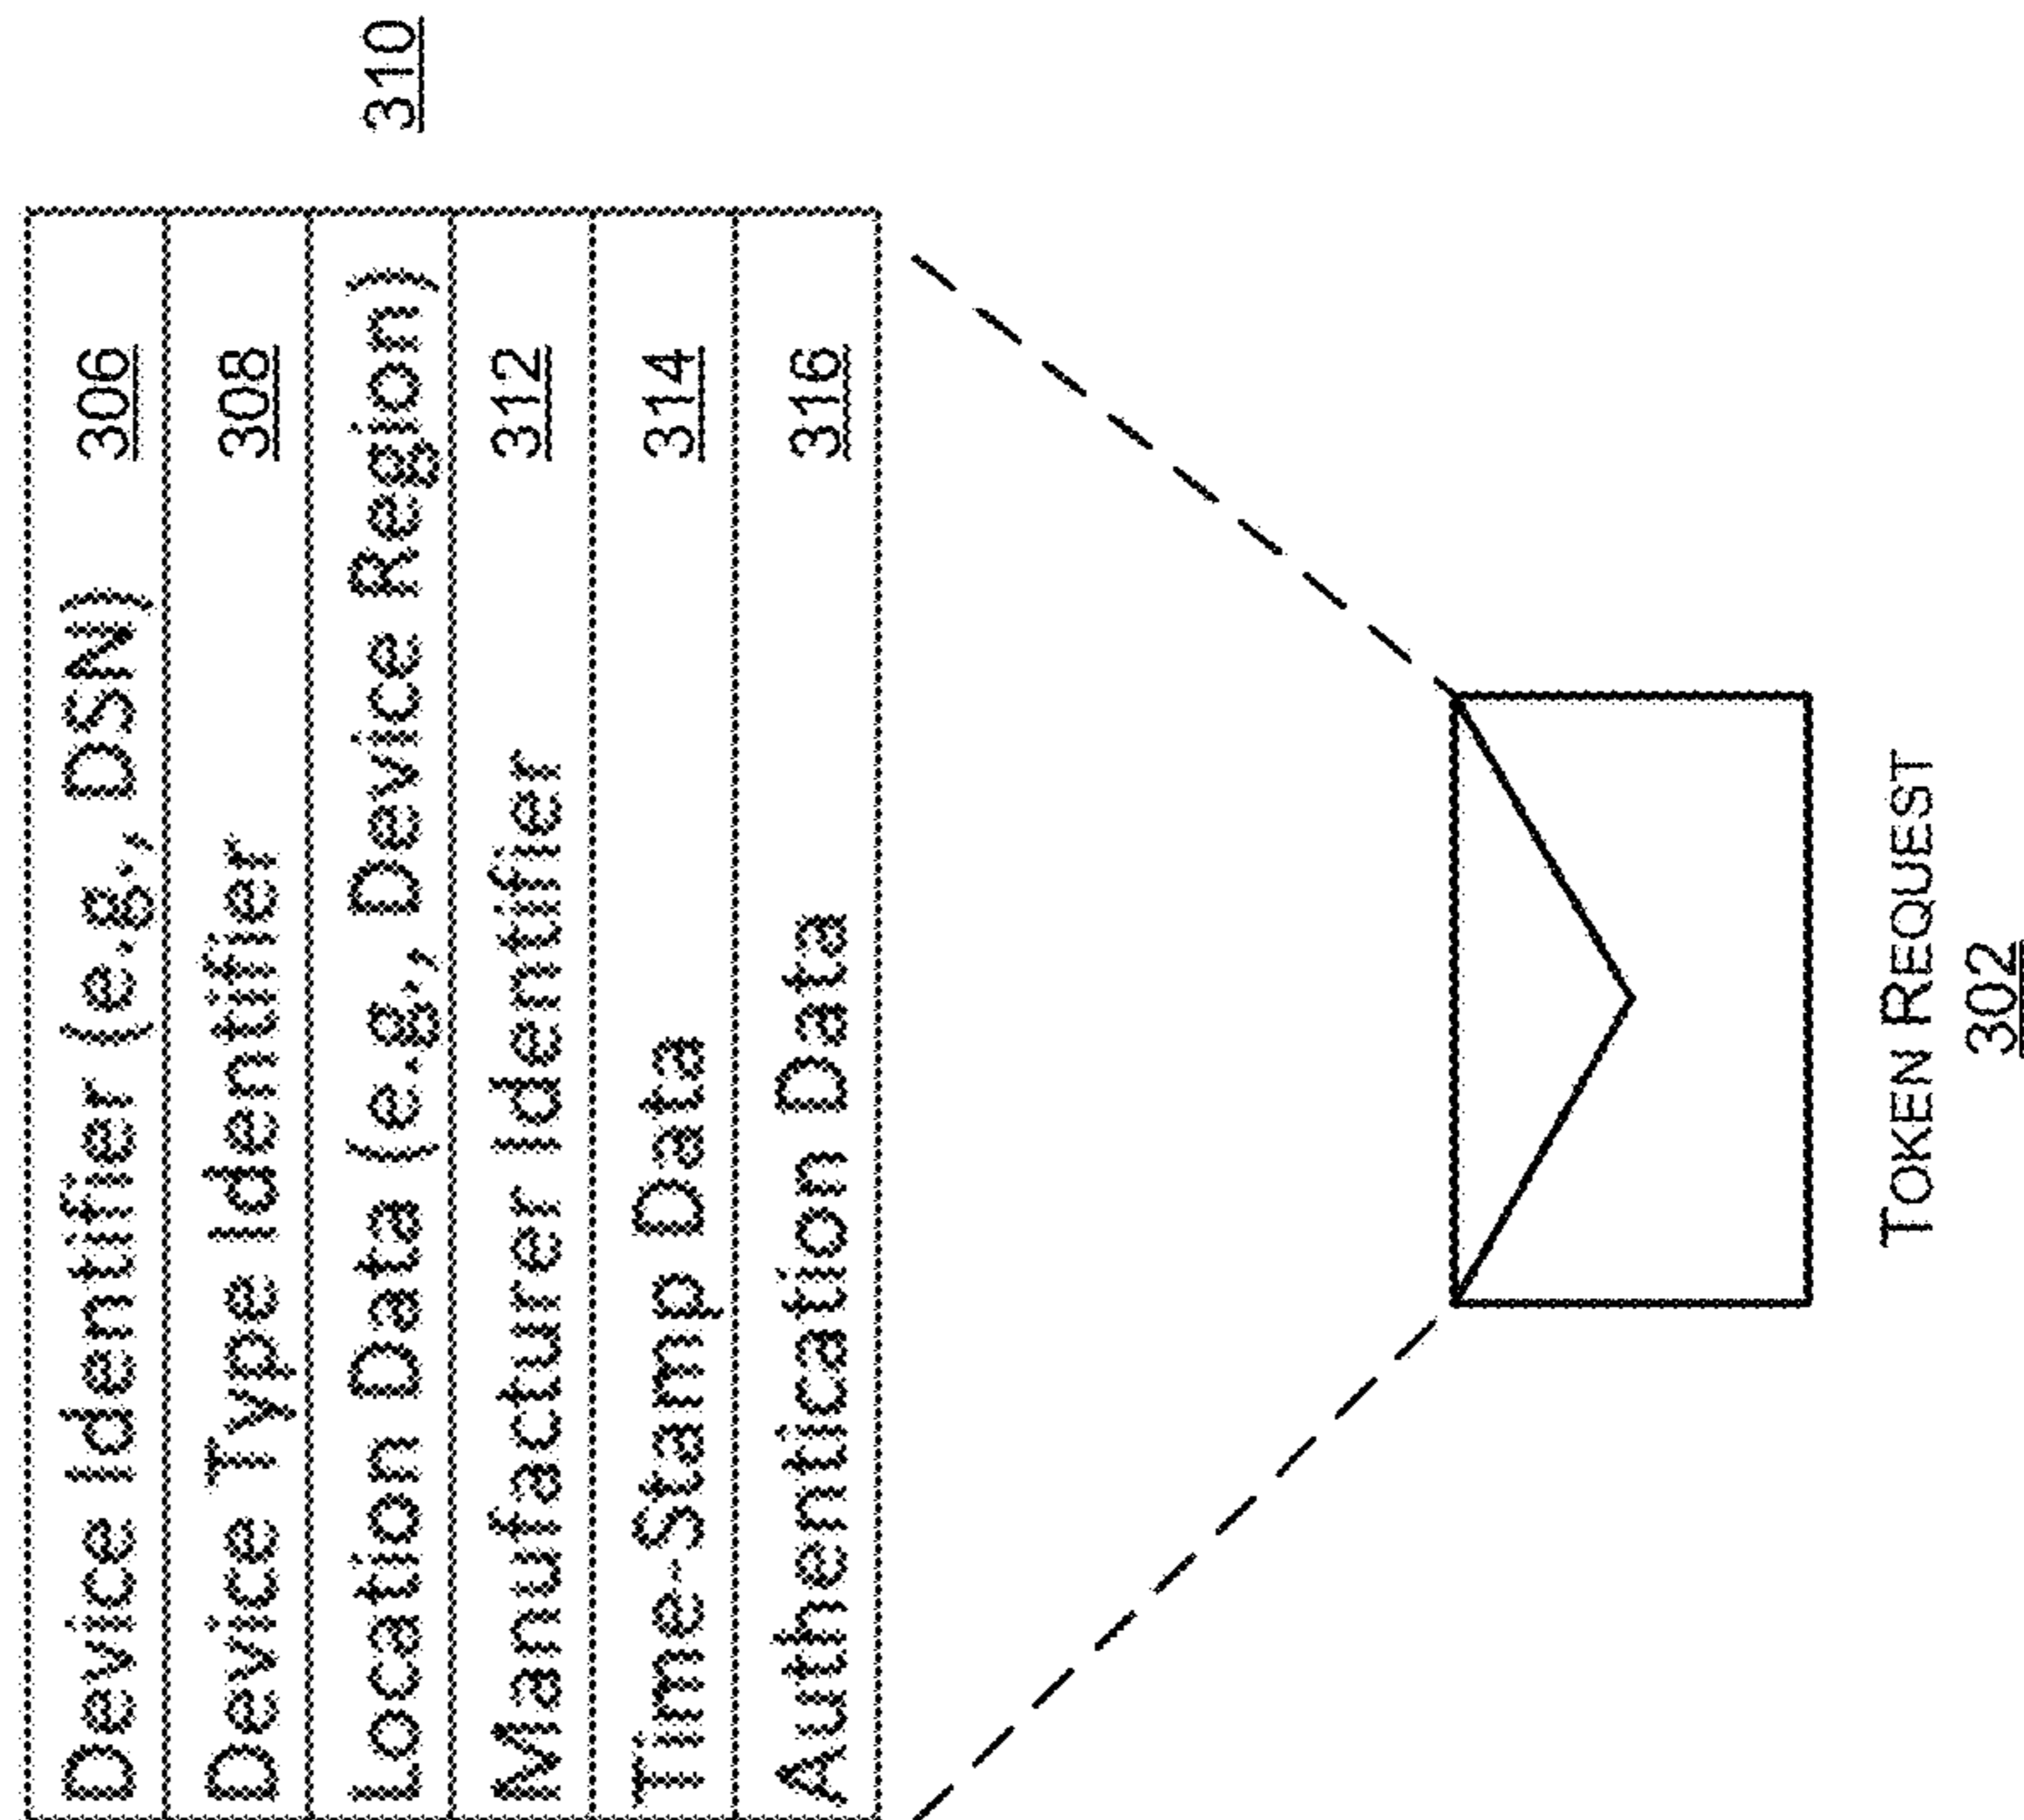 Device Identifier (e.g., DSN) 306
Device Type Identifier 308
Location Data (e.g., Device Region) 310
Manufacturer Identifier 312
Time-Stamp Data 314
Authentication Data 316
TOKEN REQUEST
302